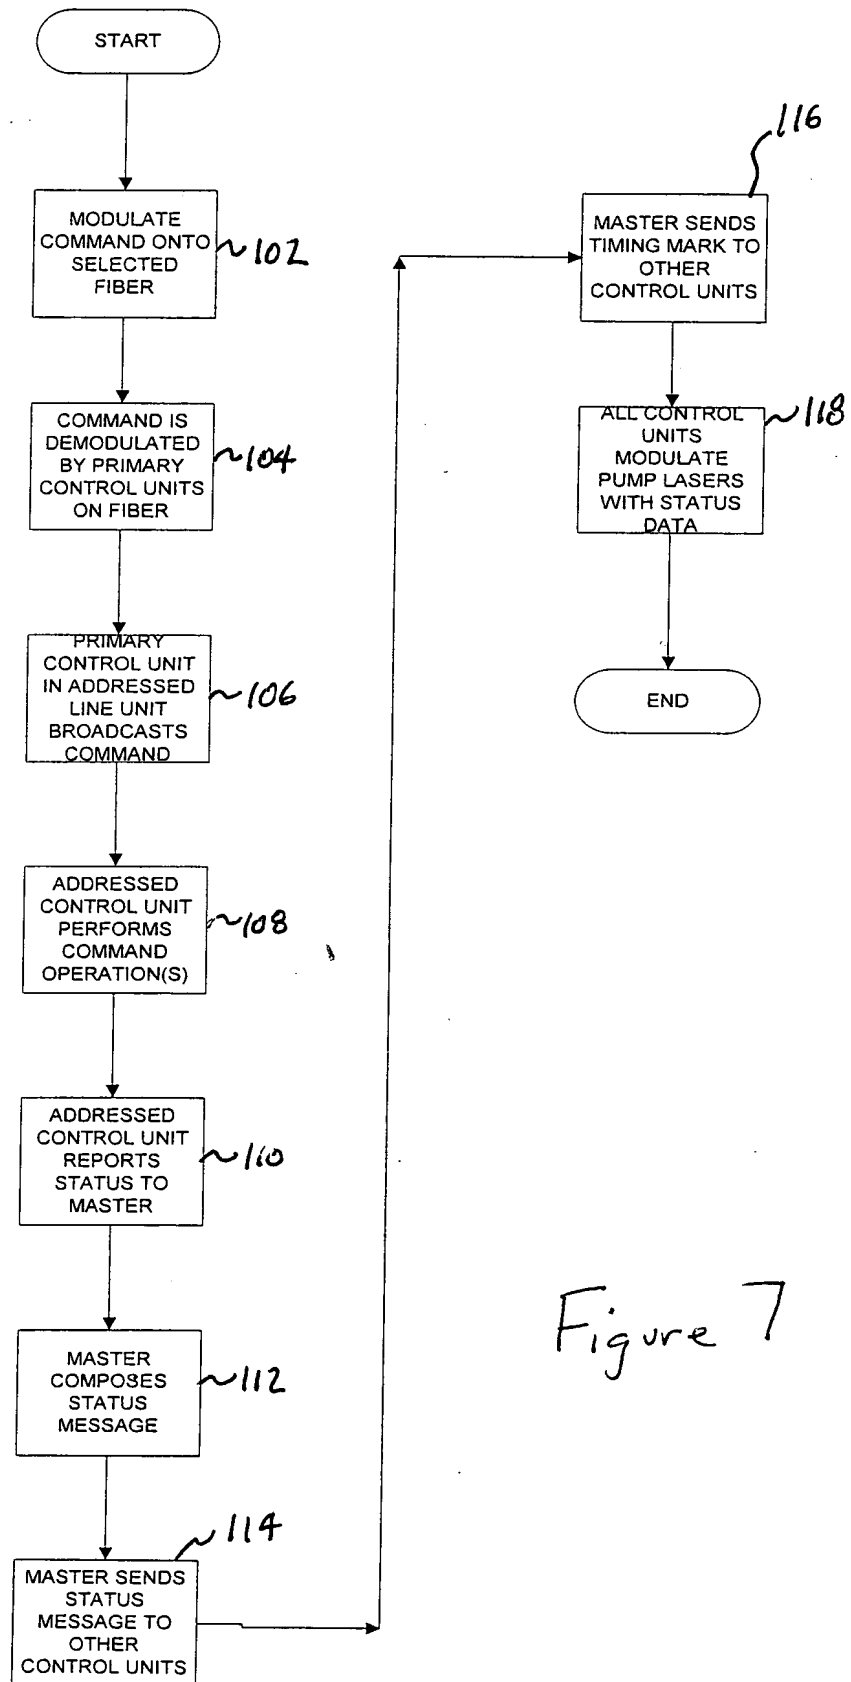 START
MODULATE
COMMAND ONTO
SELECTED
FIBER
102
COMMAND IS
DEMODULATED
BY PRIMARY
CONTROL UNITS
ON FIBER
104
PRIMARY
CONTROL UNIT
IN ADDRESSED
LINE UNIT
BROADCASTS
COMMAND
106
ADDRESSED
CONTROL UNIT
PERFORMS
COMMAND
OPERATION(S)
108
ADDRESSED
CONTROL UNIT
REPORTS
STATUS TO
MASTER
110
MASTER
COMPOSES
STATUS
MESSAGE
112
114
MASTER SENDS
STATUS
MESSAGE TO
OTHER
CONTROL UNITS
116
MASTER SENDS
TIMING MARK TO
OTHER
CONTROL UNITS
118
ALL CONTROL
UNITS
MODULATE
PUMP LASERS
WITH STATUS
DATA
END
Figure 7